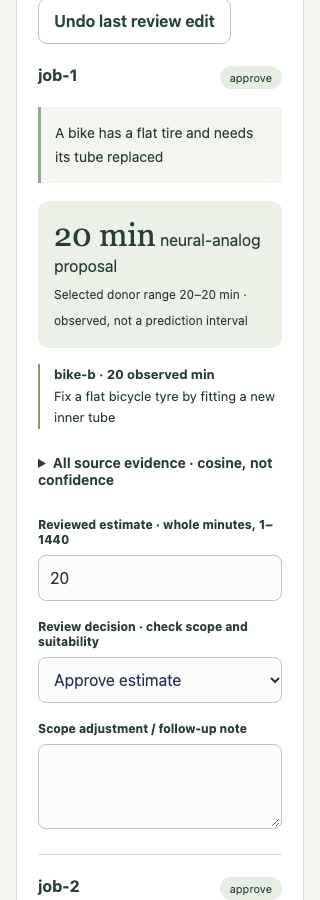 Undo last review edit
job-1
approve
A bike has a flat tire and needs
its tube replaced
20 min neural-analog
proposal
Selected donor range 20–20 min ·
observed, not a prediction interval
bike-b · 20 observed min
Fix a flat bicycle tyre by fitting a new
inner tube
▶ All source evidence · cosine, not
confidence
Reviewed estimate · whole minutes, 1–
1440
20
Review decision · check scope and
suitability
Approve estimate
Scope adjustment / follow-up note
job-2
approve